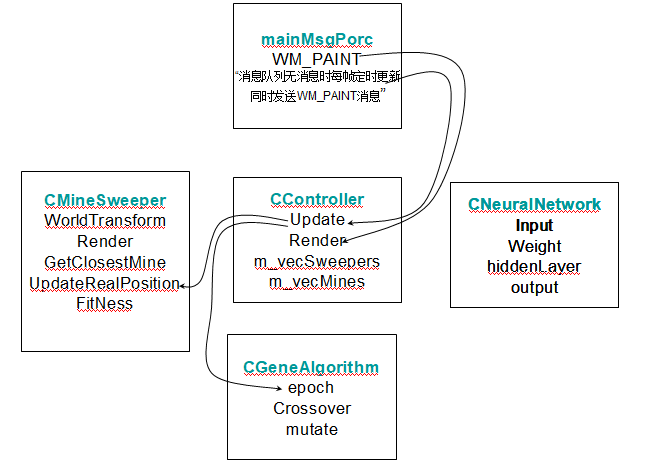 mainMsgPorc
WM_PAINT
“消息队列无消息时每帧定时更新
同时发送WM_PAINT消息”
CMineSweeper
WorldTransform
Render
GetClosestMine
UpdateRealPosition
FitNess
CController
Update
Render
m_vecSweepers
m_vecMines
CNeuralNetwork
Input
Weight
hiddenLayer
output
CGeneAlgorithm
epoch
Crossover
mutate